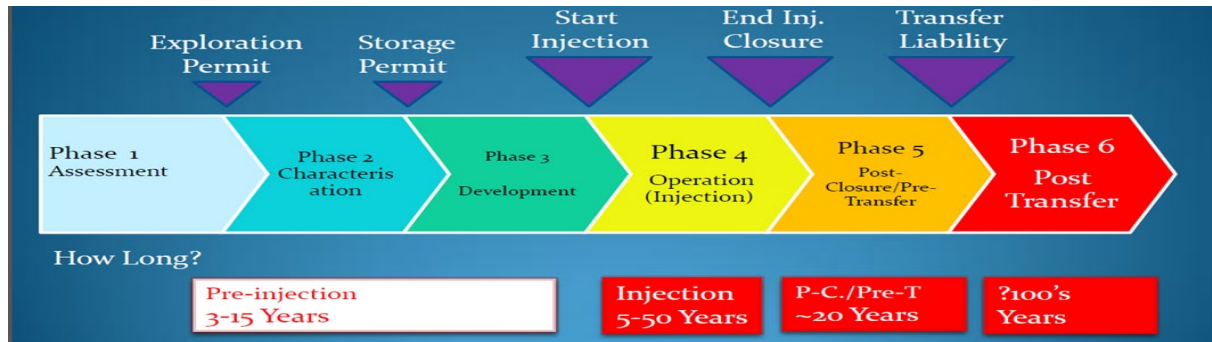 Exploration
Permit
Storage
Permit
Start
Injection
End Inj.
Closure
Transfer
Liability
Phase 1
Assessment
Phase 2
Characteris
ation
Phase 3
Development
Phase 4
Operation
(Injection)
Phase 5
Post-
Closure/Pre-
Transfer
Phase 6
Post
Transfer
How Long?
Pre-injection
3-15 Years
Injection
5-50 Years
P-C./Pre-T
~20 Years
?100's
Years